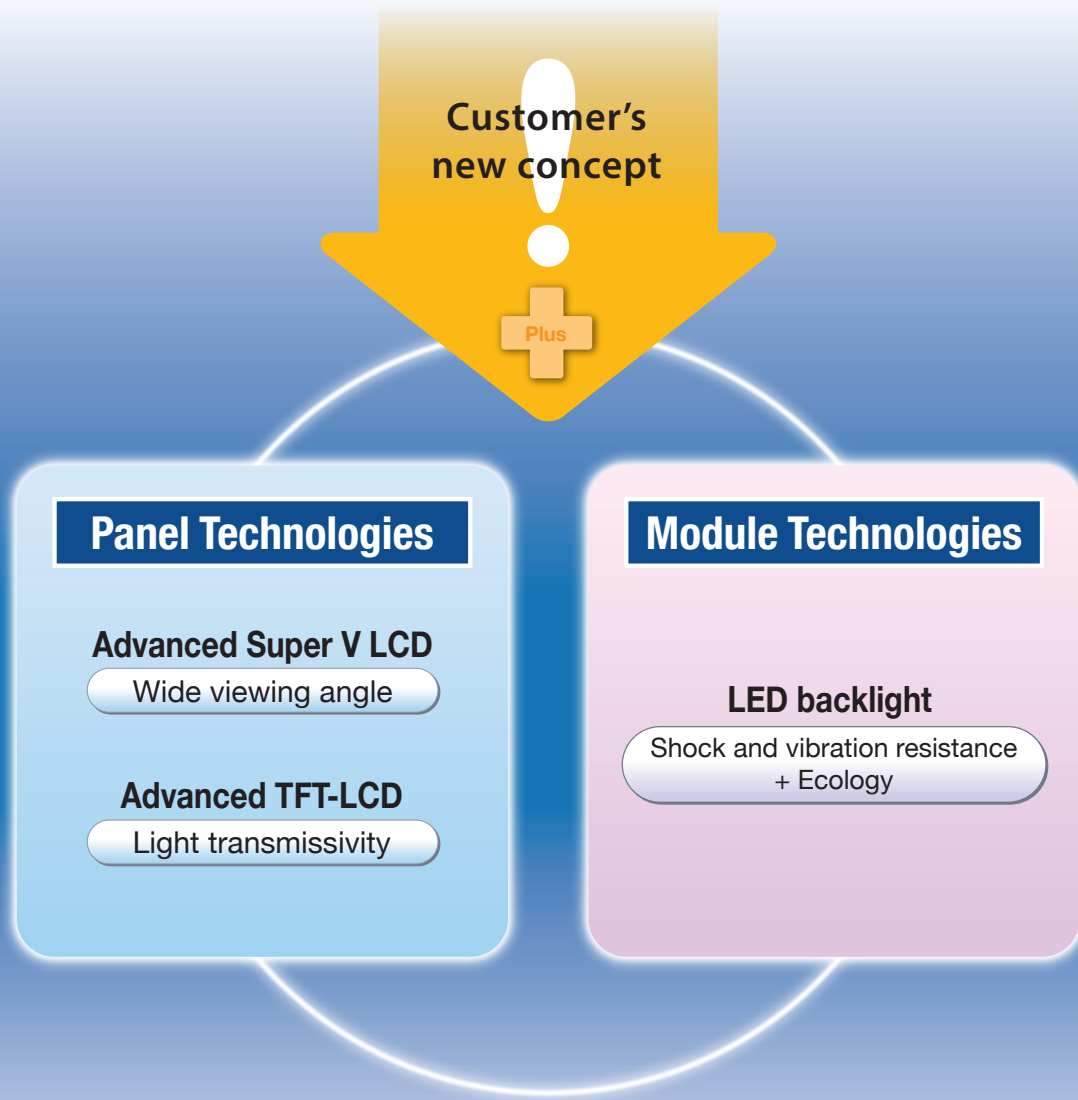 Customer’s
new concept
!
Plus
Panel Technologies
Advanced Super V LCD
Wide viewing angle
Advanced TFT-LCD
Light transmissivity
Module Technologies
LED backlight
Shock and vibration resistance
+ Ecology